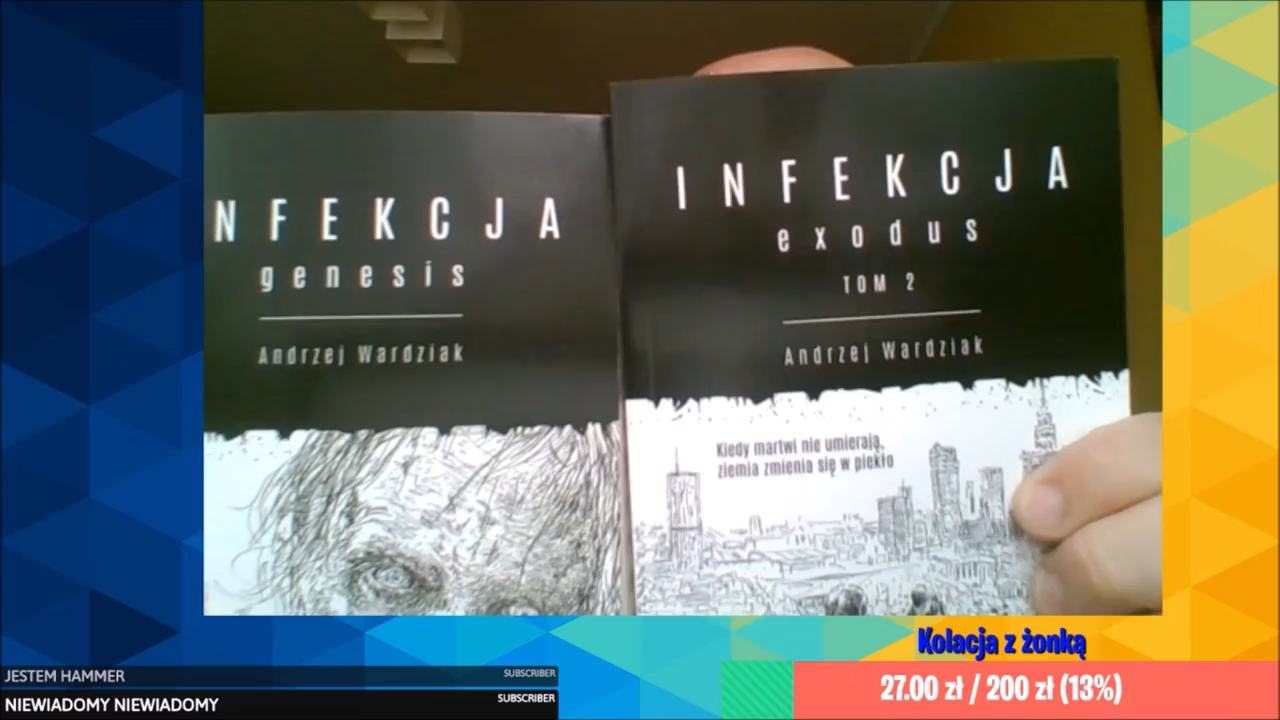 NFEKCJA
genesis
Andrzej Wardziak
INFEKCJA
exodus
TOM 2
Andrzej Wardziak
Kiedy martwi nie umierają,
ziemia zmienia się w piekło
Kolacja z żonką
27.00 zł / 200 zł (13%)
JESTEM HAMMER SUBSCRIBER
NIEWIADOMY NIEWIADOMY SUBSCRIBER